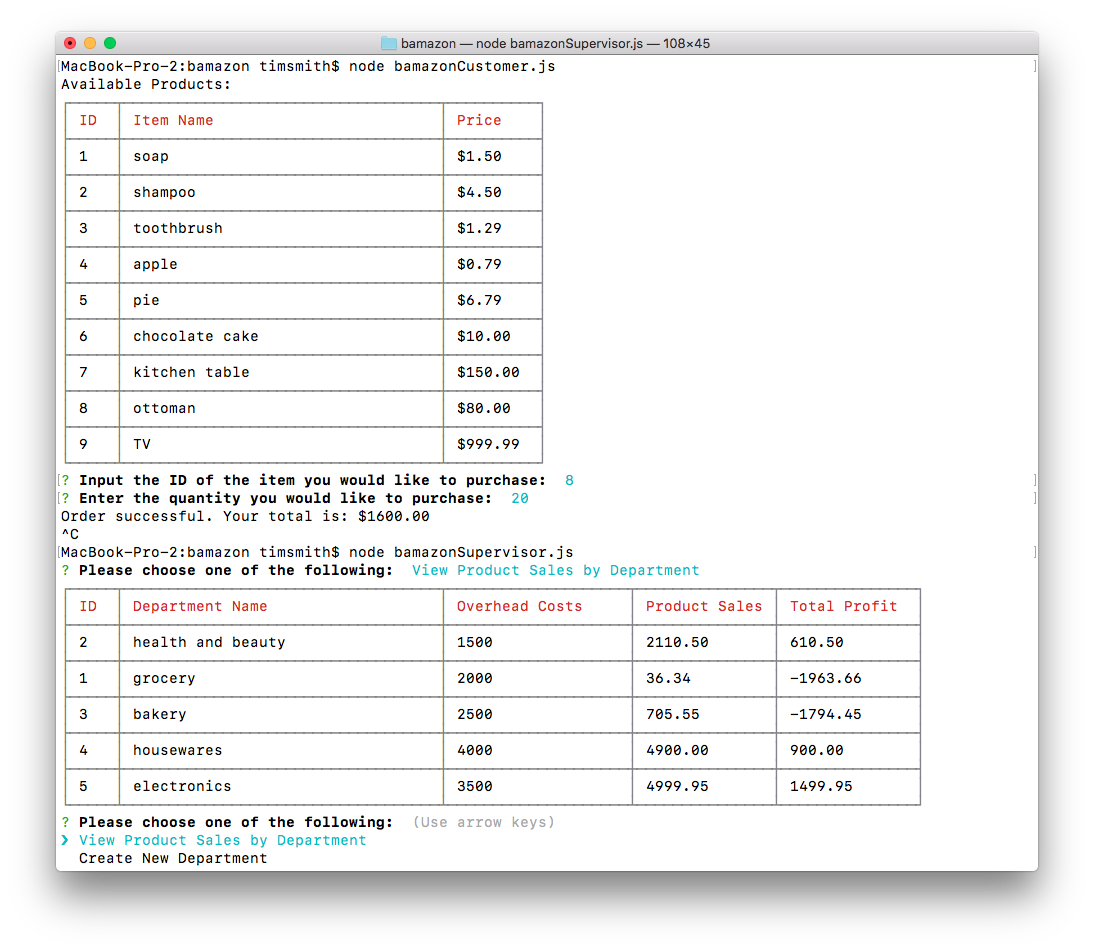 bamazon — node bamazonSupervisor.js — 108×45
MacBook-Pro-2:bamazon timsmith$ node bamazonCustomer.js
Available Products:
ID Item Name Price
1 soap $1.50
2 shampoo $4.50
3 toothbrush $1.29
4 apple $0.79
5 pie $6.79
6 chocolate cake $10.00
7 kitchen table $150.00
8 ottoman $80.00
9 TV $999.99
? Input the ID of the item you would like to purchase: 8
? Enter the quantity you would like to purchase: 20
Order successful. Your total is: $1600.00
^C
MacBook-Pro-2:bamazon timsmith$ node bamazonSupervisor.js
? Please choose one of the following: View Product Sales by Department
ID Department Name Overhead Costs Product Sales Total Profit
2 health and beauty 1500 2110.50 610.50
1 grocery 2000 36.34 -1963.66
3 bakery 2500 705.55 -1794.45
4 housewares 4000 4900.00 900.00
5 electronics 3500 4999.95 1499.95
? Please choose one of the following: (Use arrow keys)
❯ View Product Sales by Department
Create New Department